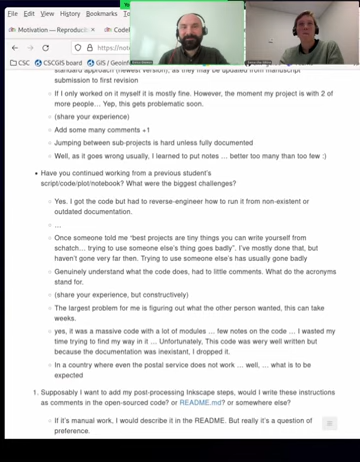 File Edit View History Bookmarks
Motivation — Reproducib
Codel
https://not
CSC CSCGIS board GIS / Geoinf
standard approach (newest version), as they may be updated from manuscript
submission to first revision
◦ If I only worked on it myself it is mostly fine. However, the moment my project is with 2 of
more people… Yep, this gets problematic soon.
◦ (share your experience)
◦ Add some many comments +1
◦ Jumping between sub-projects is hard unless fully documented
◦ Well, as it goes wrong usually, I learned to put notes … better too many than too few :)
• Have you continued working from a previous student's
script/code/plot/notebook? What were the biggest challenges?
◦ Yes. I got the code but had to reverse-engineer how to run it from non-existent or
outdated documentation.
◦ …
◦ Once someone told me "best projects are tiny things you can write yourself from
scatch… trying to use someone else's thing goes badly". I've mostly done that, but
haven't gone very far then. Trying to use someone's has usually gone badly
◦ Genuinely understand what the code does, had to little comments. What do the acronyms
stand for.
◦ (share your experience, but constructively)
◦ The largest problem for me is figuring out what the other person wanted, this can take
weeks.
◦ yes, it was a massive code with a lot of modules … few notes on the code … I wasted my
time trying to find my way in it … Unfortunately, This code was wery well written but
because the documentation was inexistant, I dropped it.
◦ In a country where even the postal service does not work … well, … what is to be
expected
1. Supposably I want to add my post-processing Inkscape steps, would I write these instructions
as comments in the open-sourced code? or README.md? or somewhere else?
◦ If it's manual work, I would describe it in the README. But really it's a question of
preference.